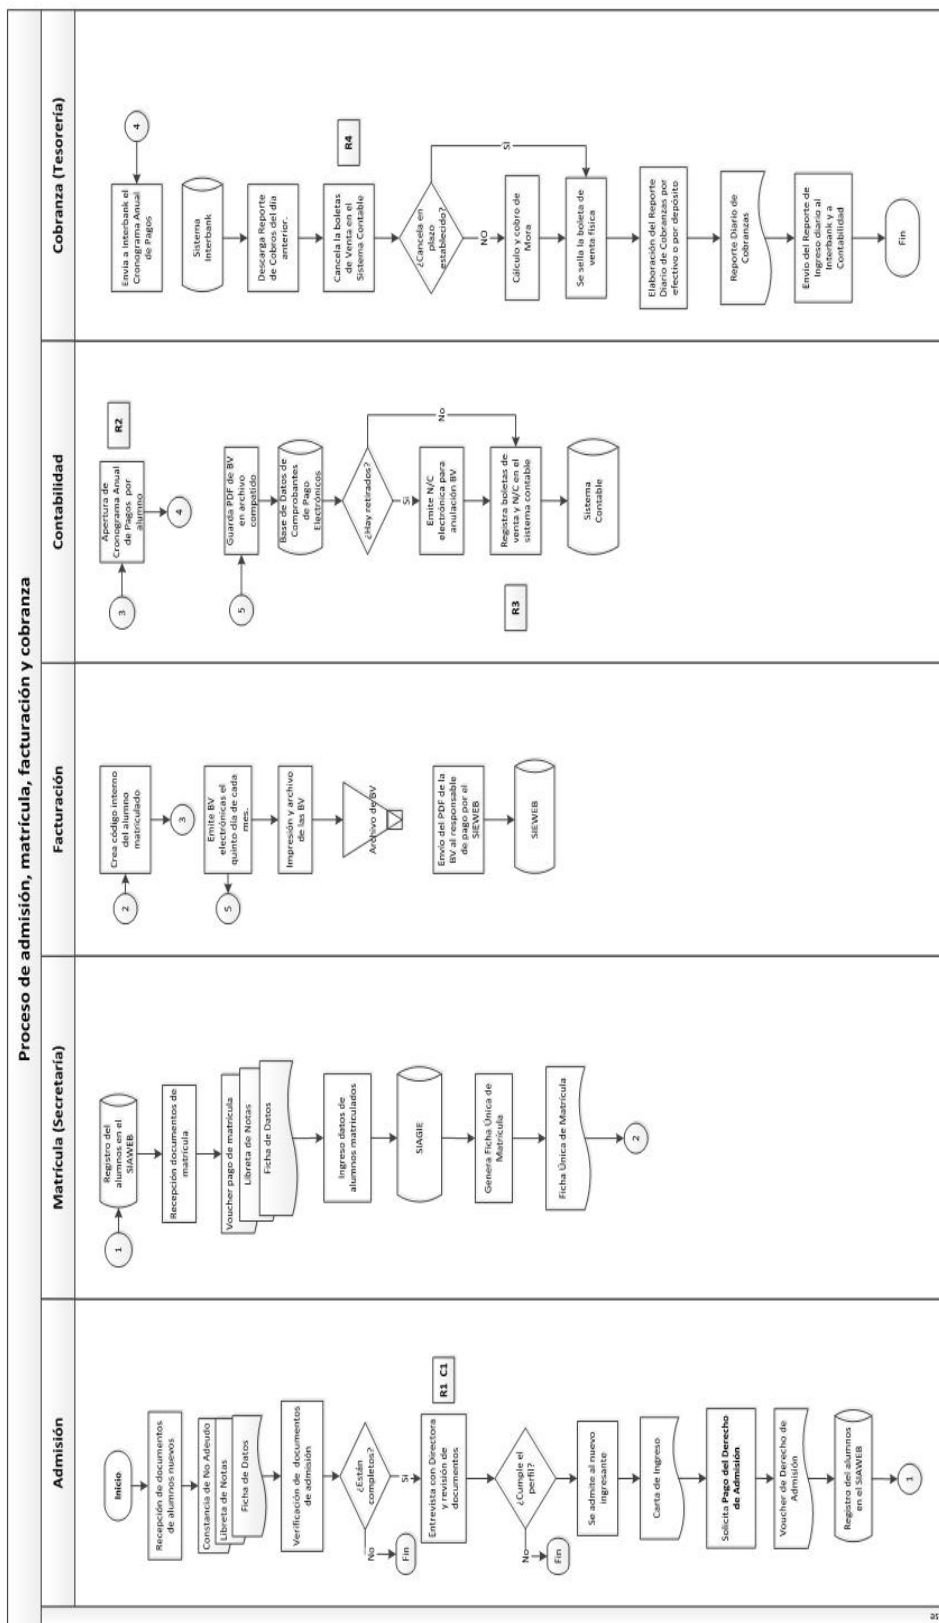 Proceso de admisión, matrícula, facturación y cobranza
Admisión
Inicio
Recepción de documentos
de alumnos nuevos
Constancia de No Adeudo
Libreta de Notas
Ficha de Datos
Verificación de documentos
de admisión
¿Están
completos?
No
Fin
Si
Entrevista con Directora
y revisión de
documentos
R1 C1
¿Cumple el
perfil?
No
Fin
Se admite al nuevo
ingresante
Carta de Ingreso
Solicita Pago del Derecho
de Admisión
Voucher de Derecho de
Admisión
Registro del alumnos
en el SIAWEB
1
Matrícula (Secretaría)
1
Registro del
alumnos en el
SIAWEB
Recepción documentos de
matrícula
Voucher pago de matrícula
Libreta de Notas
Ficha de Datos
Ingreso datos de
alumnos matriculados
SIAGIE
Genera Ficha Única de
Matrícula
Ficha Única de Matrícula
2
Facturación
2
Crea código interno
del alumno
matriculado
3
Emite BV
electrónicas el
quinto día de cada
mes.
5
Impresión y archivo
de las BV
Archivo de BV
Envío del PDF de la
BV al responsable
de pago por el
SIEWEB
SIEWEB
Contabilidad
3
Apertura de
Cronograma Anual
de Pagos por
alumno
R2
4
5
Guarda PDF de BV
en archivo
compatido
Base de Datos de
Comprobantes
de Pago
Electrónicos
¿Hay retirados?
Si
No
Emite N/C
electrónica para
anulación BV
Registra boletas de
venta y N/C en el
sistema contable
R3
Sistema
Contable
Cobranza (Tesorería)
4
Envia a Interbank el
Cronograma Anual
de Pagos
Sistema
Interbank
Descarga Reporte
de Cobros del día
anterior.
Cancela la boletas
de Venta en el
Sistema Contable
R4
¿Cancela en
plazo
establecido?
NO
Si
Cálculo y cobro de
Mora
Se sella la boleta de
venta física
Elaboración del Reporte
Diario de Cobranzas por
efectivo o por depósito
Reporte Diario de
Cobranzas
Envío del Reporte de
Ingreso diario al
Interbank y a
Contabilidad
Fin